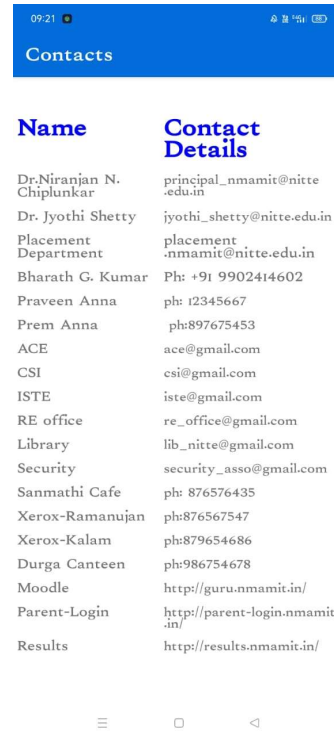 09:21
Contacts
Name Contact
Details
Dr.Niranjan N. principal_nmamit@nitte
Chiplunkar .edu.in
Dr. Jyothi Shetty jyothi_shetty@nitte.edu.in
Placement placement
Department .nmamit@nitte.edu.in
Bharath G. Kumar Ph: +91 9902414602
Praveen Anna ph: 12345667
Prem Anna ph:897675453
ACE ace@gmail.com
CSI csi@gmail.com
ISTE iste@gmail.com
RE office re_office@gmail.com
Library lib_nitte@gmail.com
Security security_asso@gmail.com
Sanmathi Cafe ph: 876576435
Xerox-Ramanujan ph:876567547
Xerox-Kalam ph:879654686
Durga Canteen ph:986754678
Moodle http://guru.nmamit.in/
Parent-Login http://parent-login.nmamit
.in/
Results http://results.nmamit.in/